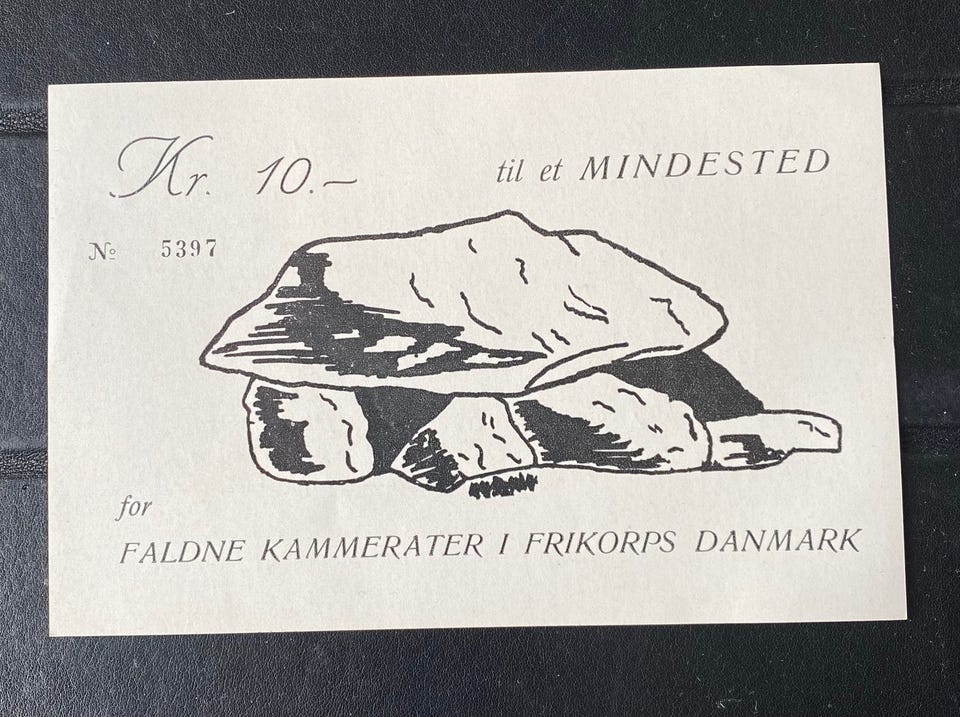 Kr. 10.—
til et MINDESTED
№ 5397
for
FALDNE KAMMERATER I FRIKORPS DANMARK